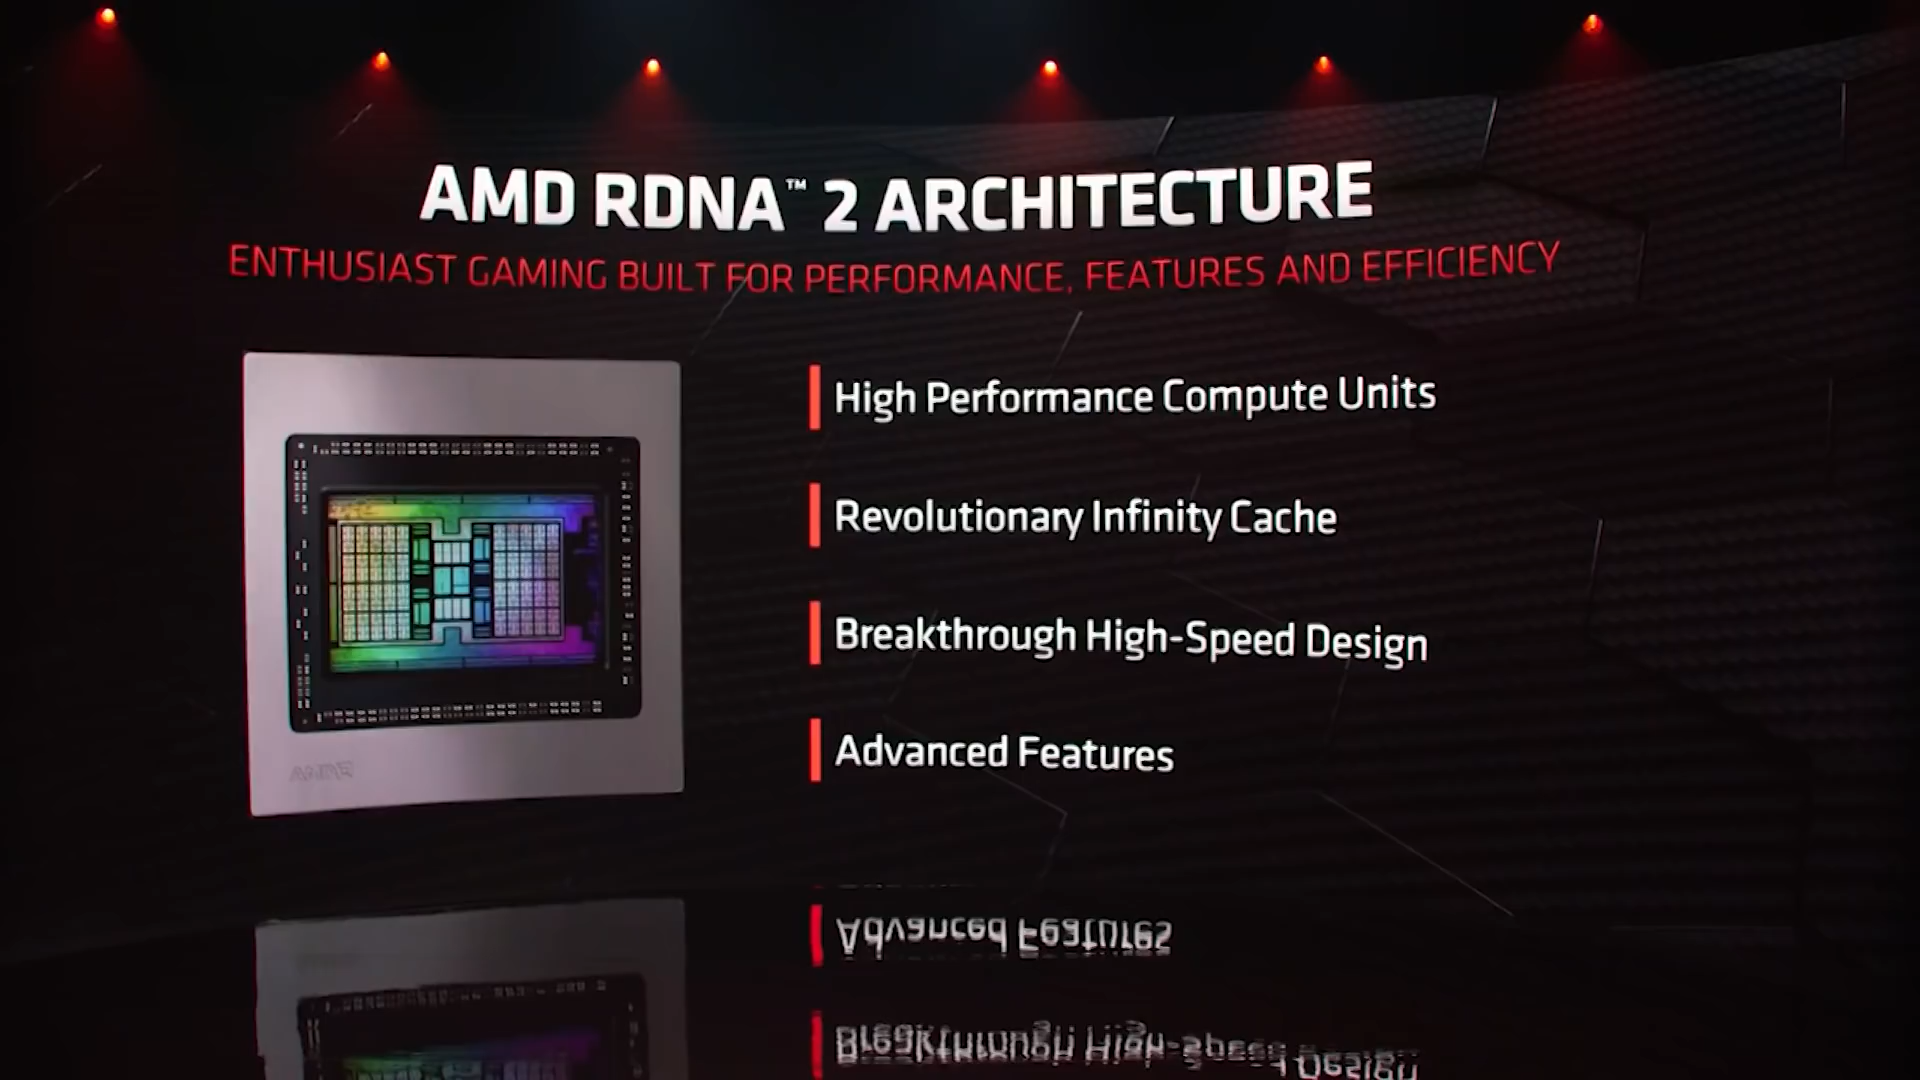 AMD RDNA™ 2 ARCHITECTURE
ENTHUSIAST GAMING BUILT FOR PERFORMANCE, FEATURES AND EFFICIENCY
High Performance Compute Units
Revolutionary Infinity Cache
Breakthrough High-Speed Design
Advanced Features